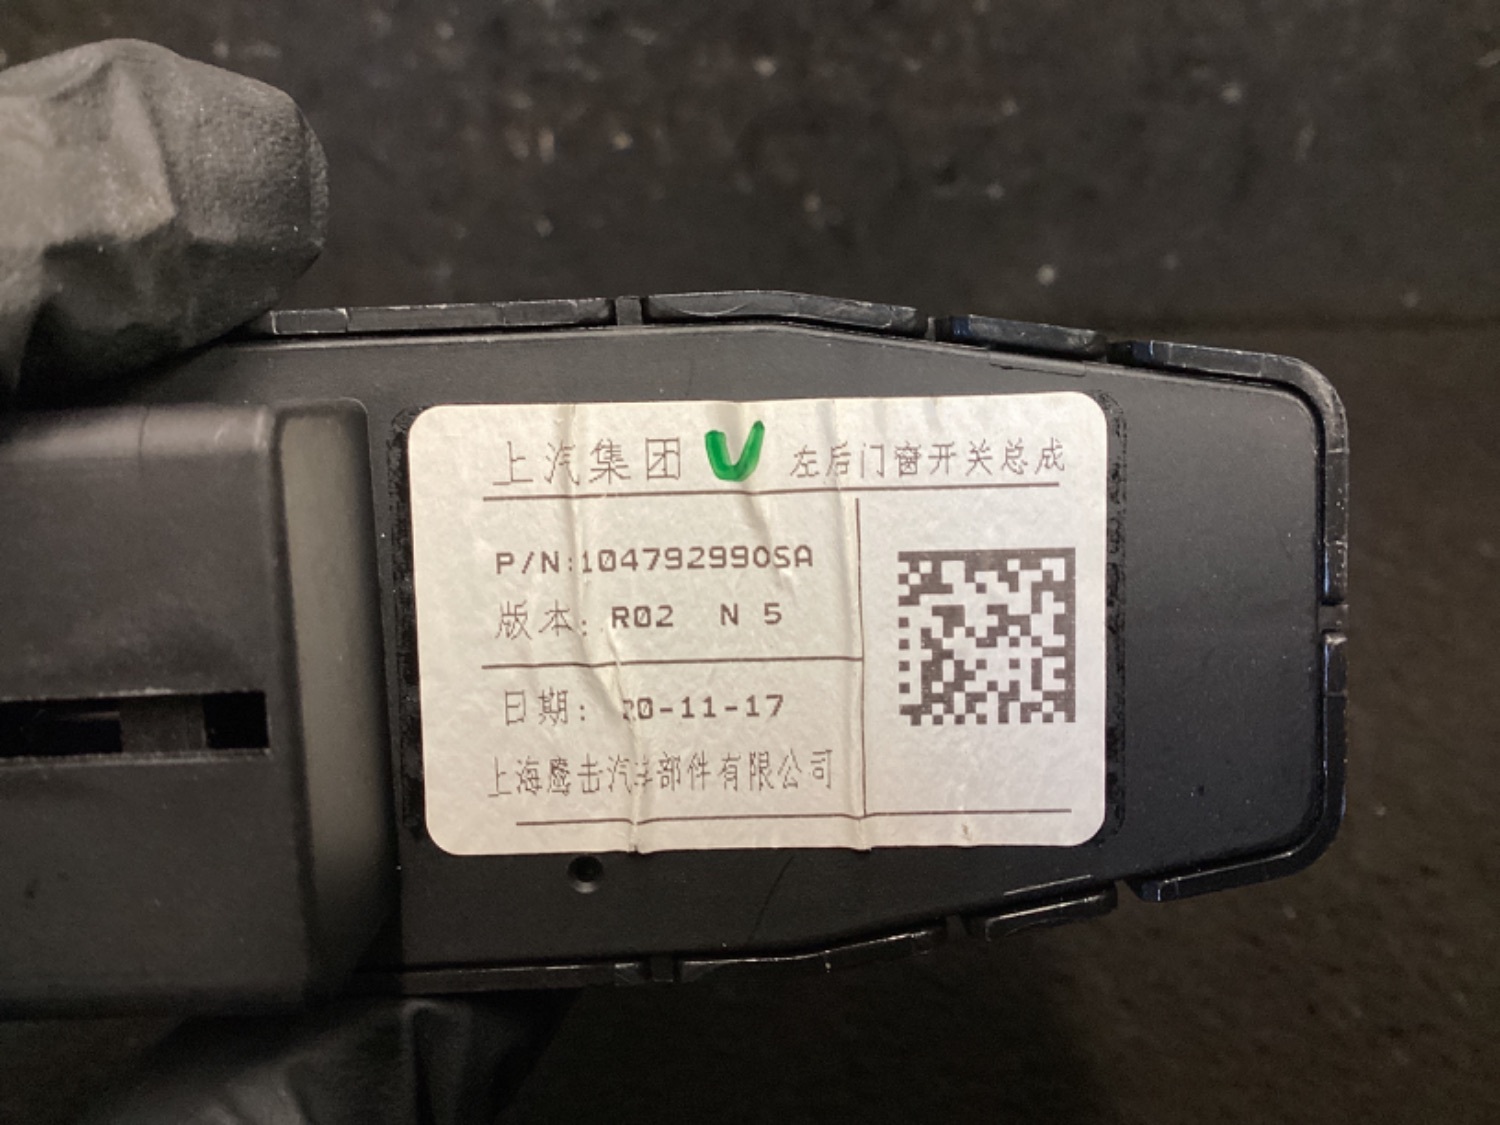 上汽集团 左后门窗开关总成
P/N:10479299OSA
版本: R02 N 5
日期: 20-11-17
上海鹰击汽车部件有限公司